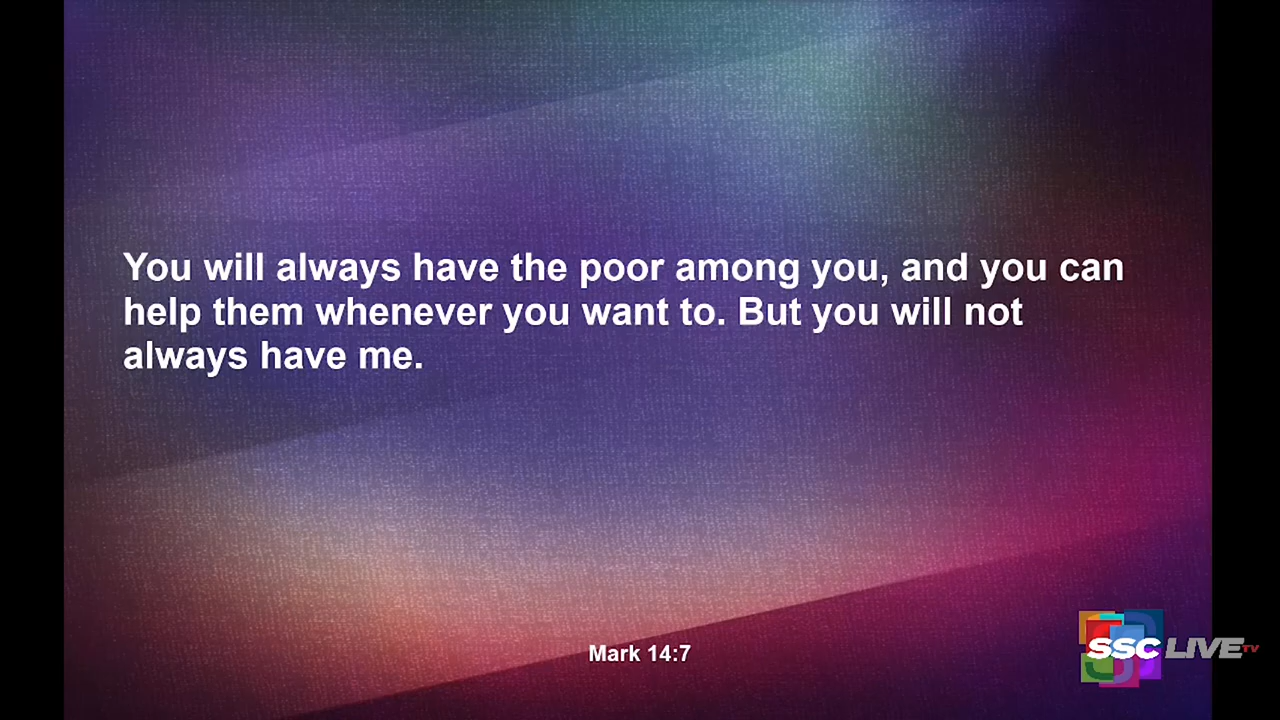 You will always have the poor among you, and you can
help them whenever you want to. But you will not
always have me.
Mark 14:7
SSC LIVE TV